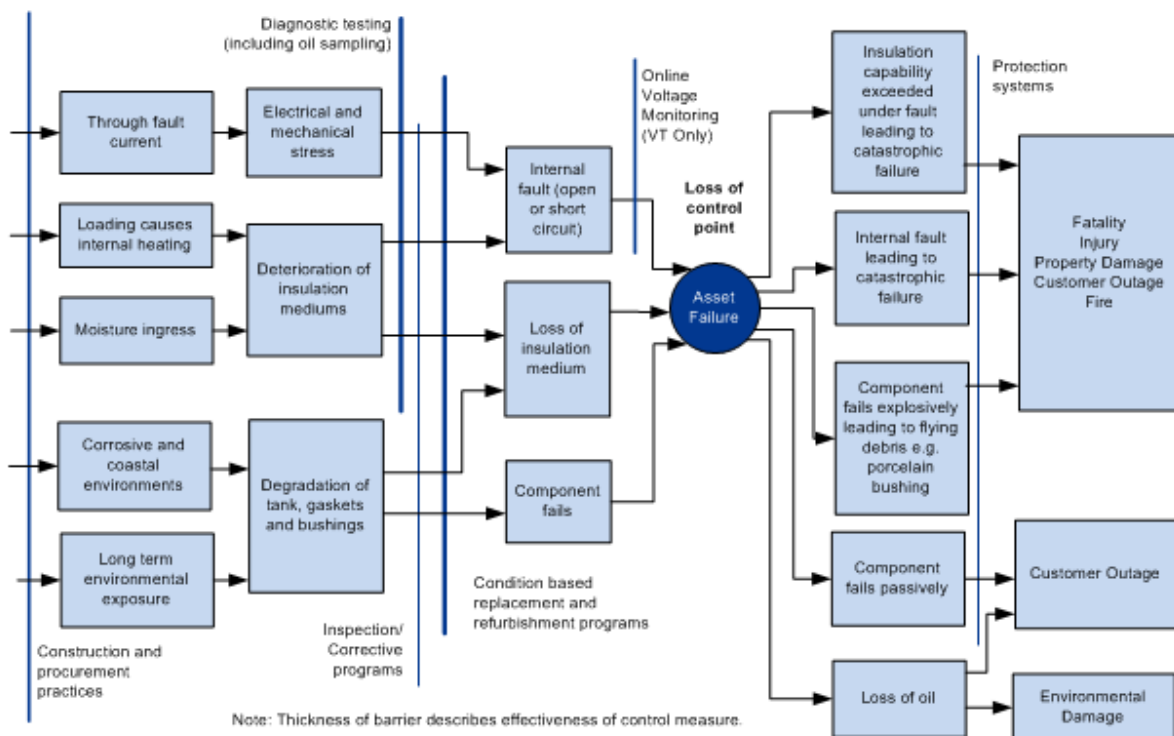 Diagnostic testing
(including oil sampling)
Through fault
current
Electrical and
mechanical
stress
Loading causes
internal heating
Deterioration of
insulation
mediums
Moisture ingress
Corrosive and
coastal
environments
Degradation of
tank, gaskets
and bushings
Long term
environmental
exposure
Construction and
procurement
practices
Inspection/
Corrective
programs
Internal
fault (open
or short
circuit)
Loss of
insulation
medium
Component
fails
Condition based
replacement and
refurbishment programs
Online
Voltage
Monitoring
(VT Only)
Loss of
control
point
Asset
Failure
Insulation
capability
exceeded
under fault
leading to
catastrophic
failure
Internal fault
leading to
catastrophic
failure
Component
fails explosively
leading to flying
debris e.g.
porcelain
bushing
Component
fails passively
Loss of oil
Protection
systems
Fatality
Injury
Property Damage
Customer Outage
Fire
Customer Outage
Environmental
Damage
Note: Thickness of barrier describes effectiveness of control measure.